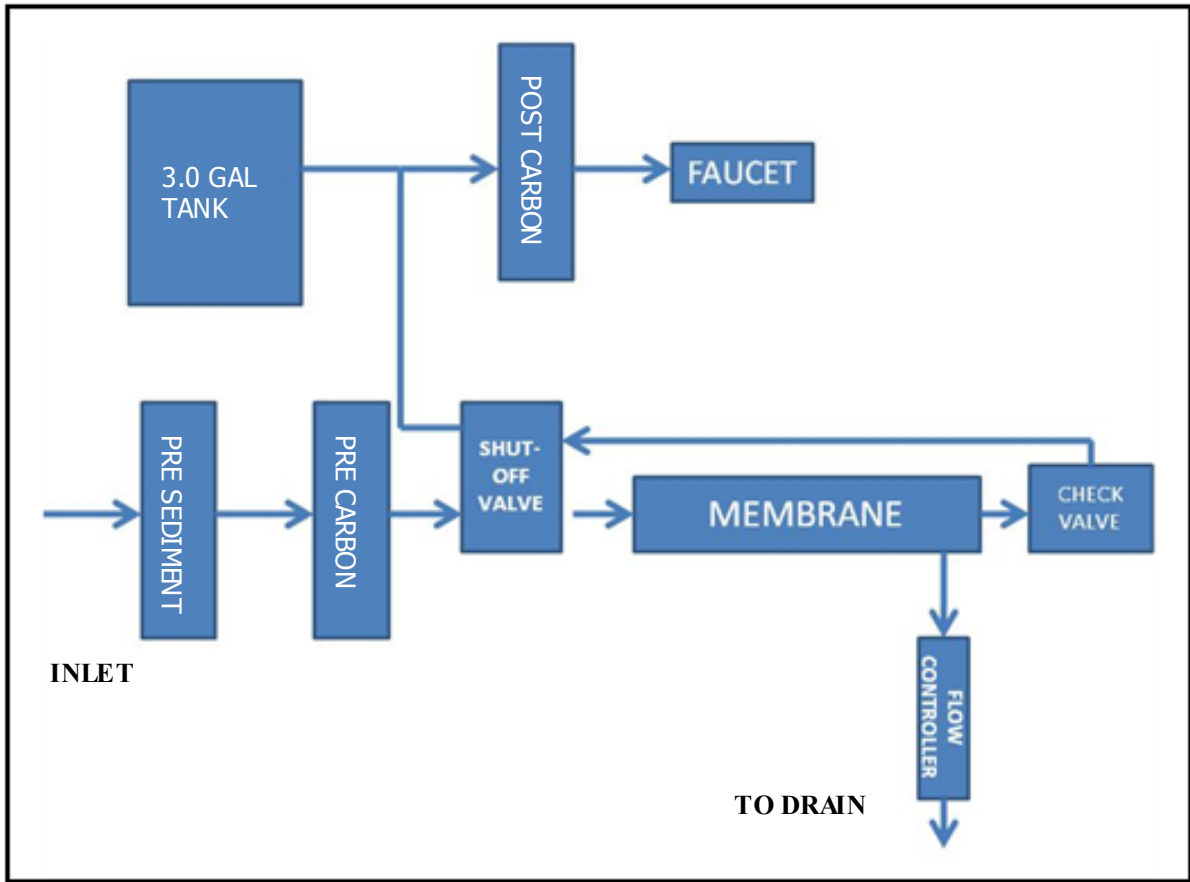 3.0 GAL
TANK
POST CARBON
FAUCET
PRE SEDIMENT
PRE CARBON
SHUT-
OFF
VALVE
MEMBRANE
CHECK
VALVE
INLET
FLOW
CONTROLLER
TO DRAIN